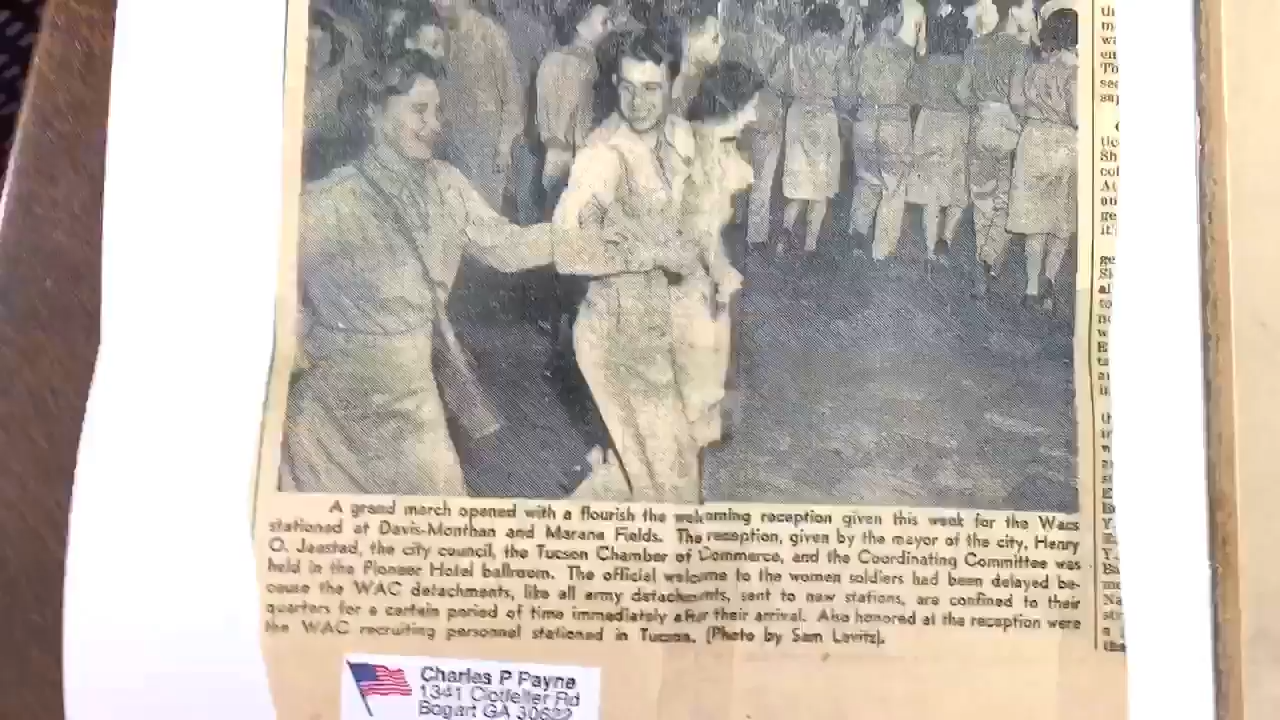 A grand march opened with a flourish the welcoming reception given this week for the Wacs
stationed at Davis-Monthan and Marana Fields. The reception, given by the mayor of the city, Henry
O. Jaastad, the city council, the Tucson Chamber of Commerce, and the Coordinating Committee was
held in the Pioneer Hotel ballroom. The official welcome to the women soldiers had been delayed be-
cause the WAC detachments, like all army detachments, sent to new stations, are confined to their
quarters for a certain period of time immediately after their arrival. Also honored at the reception were
the WAC recruiting personnel stationed in Tucson. (Photo by Sam Levitz).
Charles P Payne
1341 Clotfelter Rd
Bogart GA 30622